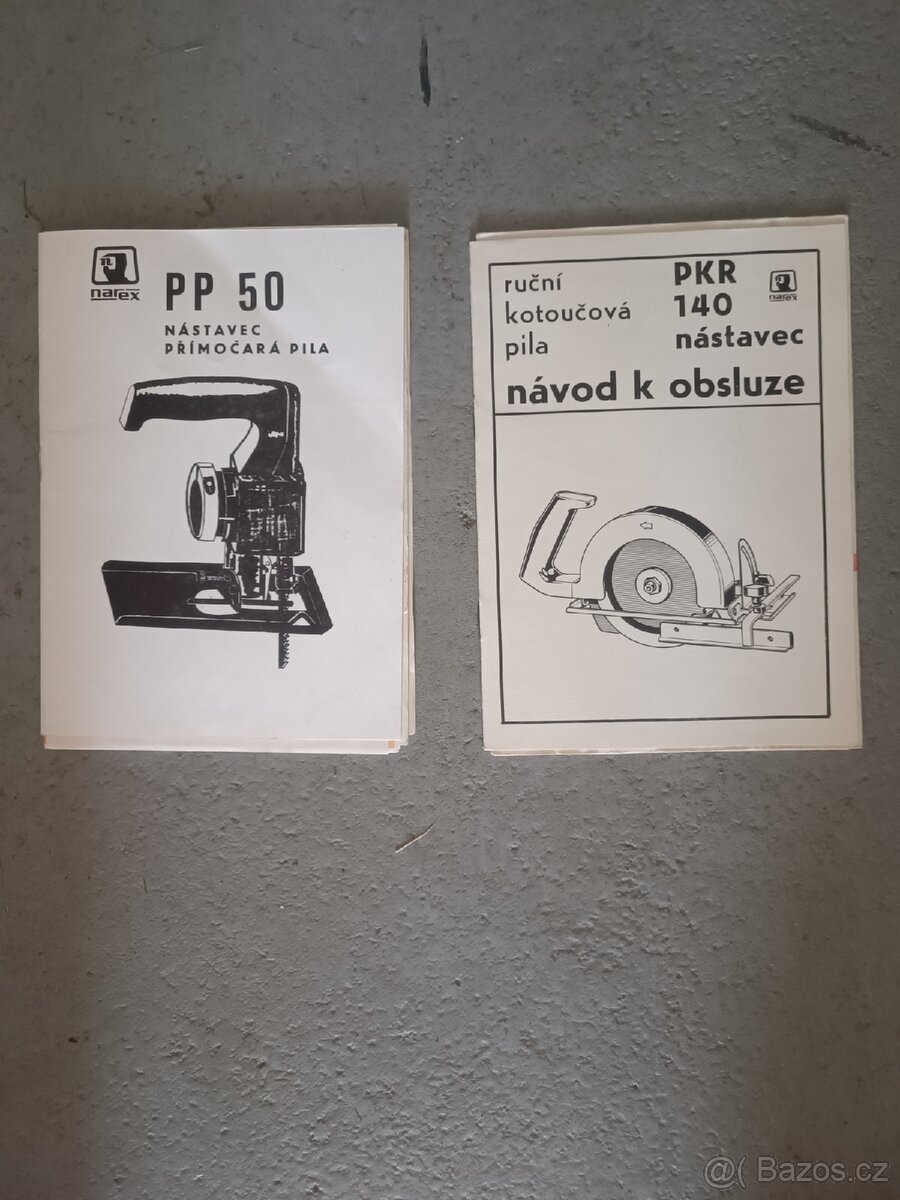 narex
PP 50
NÁSTAVEC
PŘÍMOČARÁ PILA
ruční
kotoučová
pila
PKR
140
nástavec
narex
návod k obsluze
@( Bazos.cz